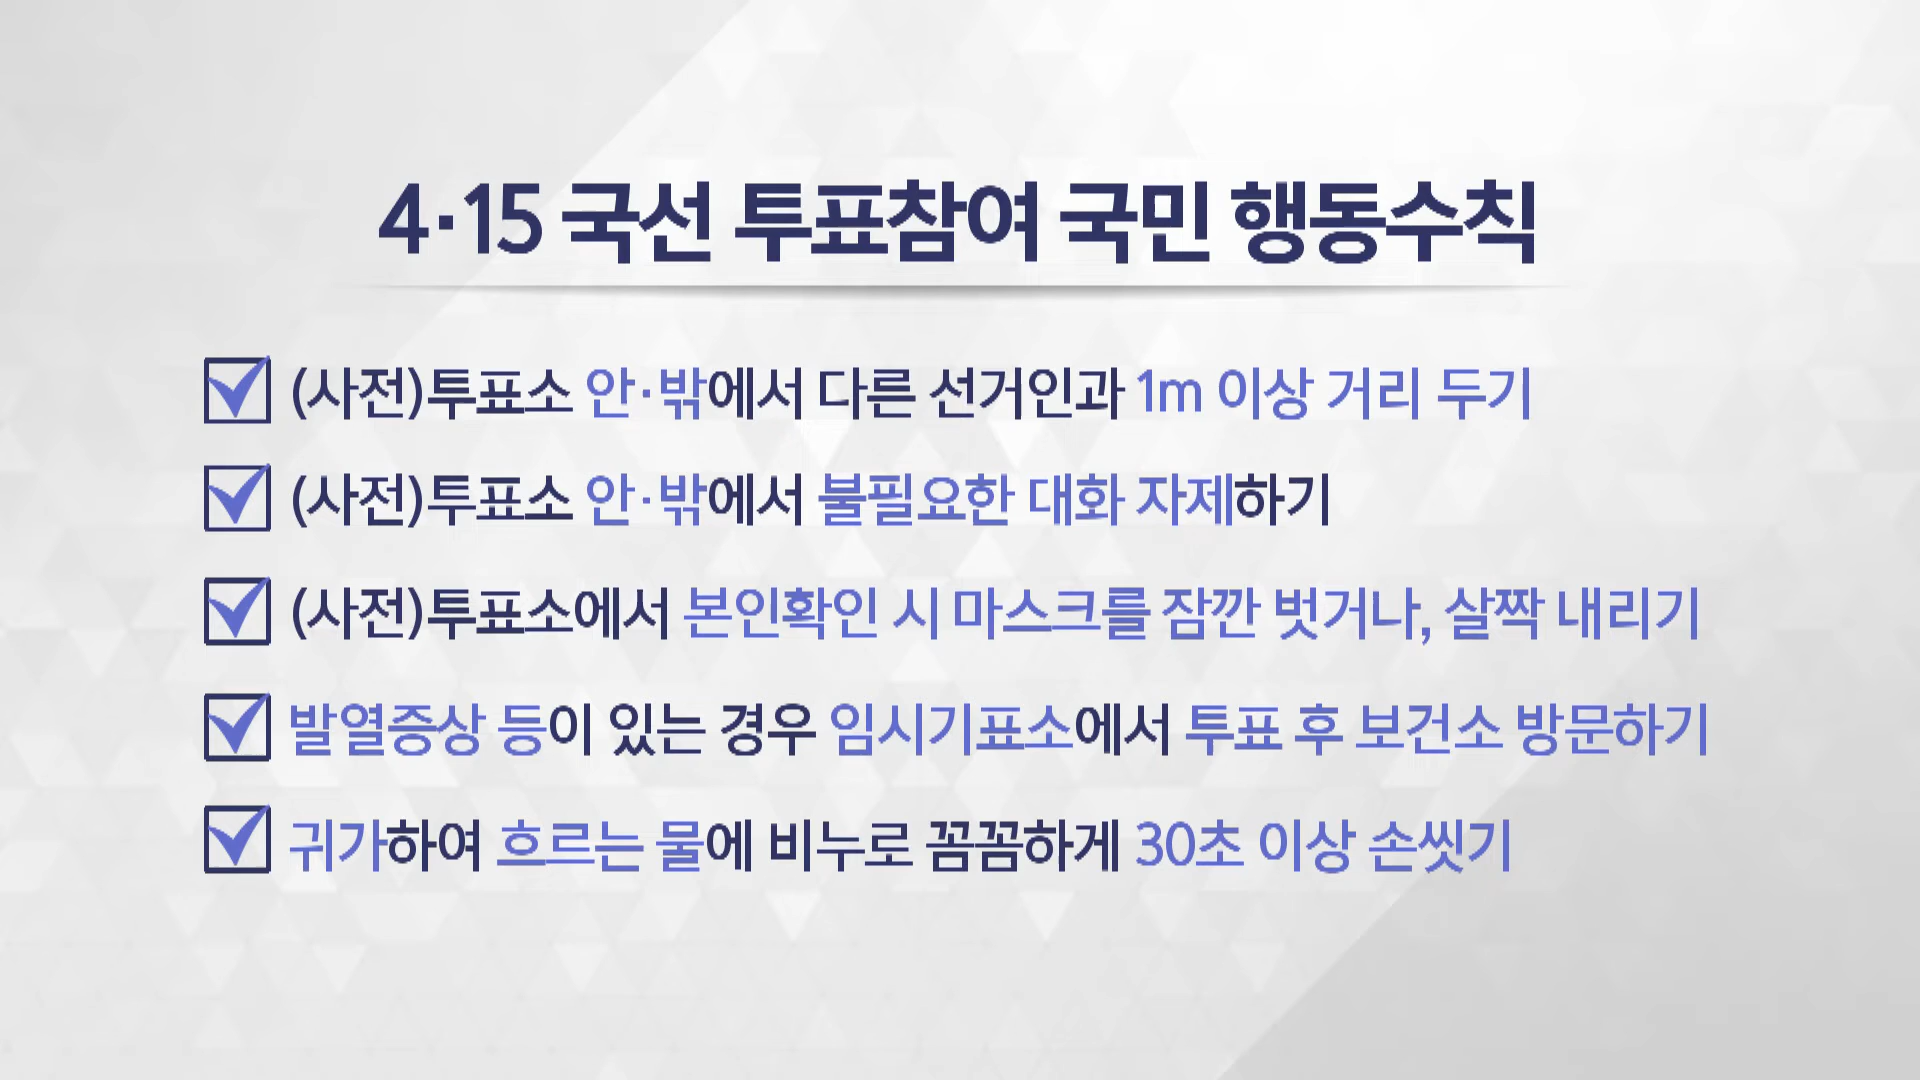 4·15 국선 투표참여 국민 행동수칙
(사전)투표소 안·밖에서 다른 선거인과 1m 이상 거리 두기
(사전)투표소 안·밖에서 불필요한 대화 자제하기
(사전)투표소에서 본인확인 시 마스크를 잠깐 벗거나, 살짝 내리기
발열증상 등이 있는 경우 임시기표소에서 투표 후 보건소 방문하기
귀가하여 흐르는 물에 비누로 꼼꼼하게 30초 이상 손씻기